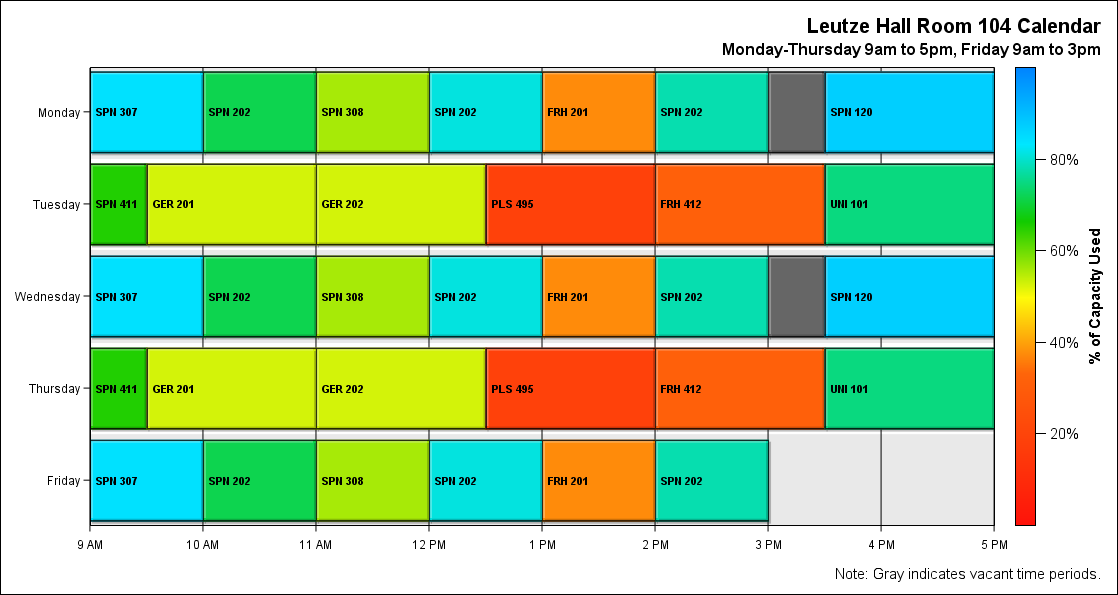 Leutze Hall Room 104 Calendar
Monday-Thursday 9am to 5pm, Friday 9am to 3pm
Monday SPN 307 SPN 202 SPN 308 SPN 202 FRH 201 SPN 202 SPN 120
Tuesday SPN 411 GER 201 GER 202 PLS 495 FRH 412 UNI 101
Wednesday SPN 307 SPN 202 SPN 308 SPN 202 FRH 201 SPN 202 SPN 120
Thursday SPN 411 GER 201 GER 202 PLS 495 FRH 412 UNI 101
Friday SPN 307 SPN 202 SPN 308 SPN 202 FRH 201 SPN 202
9 AM 10 AM 11 AM 12 PM 1 PM 2 PM 3 PM 4 PM 5 PM
80%
60%
40%
20%
% of Capacity Used
Note: Gray indicates vacant time periods.